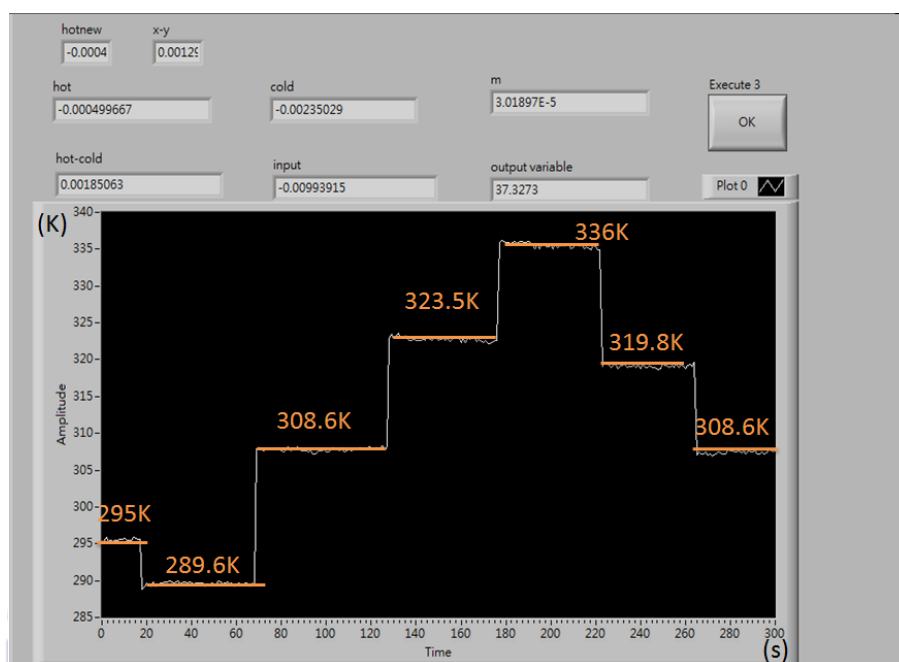 hotnew x-y
-0.0004 0.00129
hot cold m Execute 3
-0.000499667 -0.00235029 3.01897E-5 OK
hot-cold input output variable
0.00185063 -0.00993915 37.3273 Plot 0
(K) 340
335 336K
330
323.5K
325
319.8K
320
315
308.6K 308.6K
310
305
300
295K
295
289.6K
290
285
Amplitude
0 20 40 60 80 100 120 140 160 180 200 220 240 260 280 300
Time (s)